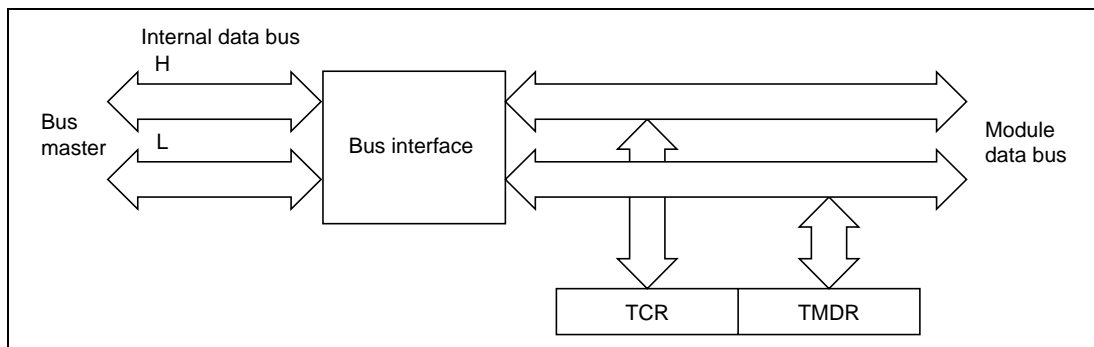 Internal data bus
H
Bus
master
L
Bus interface
Module
data bus
TCR
TMDR